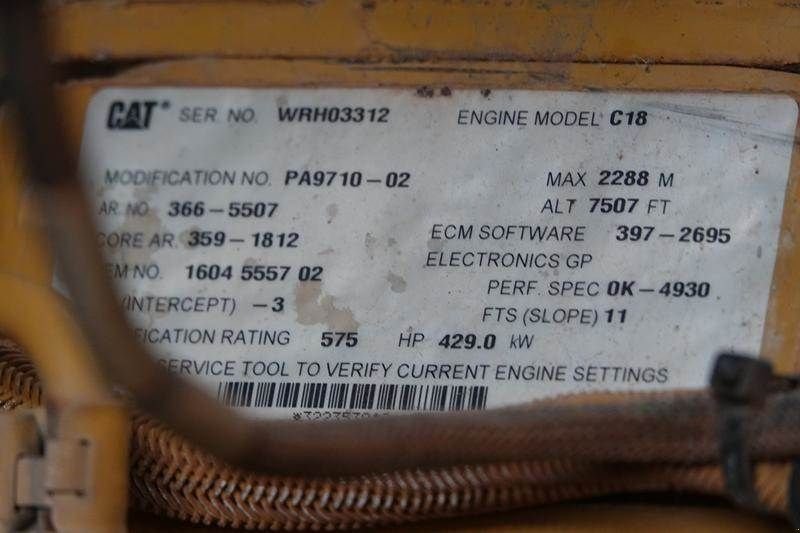 CAT® SER. NO. WRH03312 ENGINE MODEL C18
MODIFICATION NO. PA9710-02 MAX 2288 M
AR. NO 366-5507 ALT 7507 FT
CORE AR. 359-1812 ECM SOFTWARE 397-2695
EM NO. 1604 5557 02 ELECTRONICS GP
(INTERCEPT) -3 PERF. SPEC 0K-4930
FTS (SLOPE) 11
FICATION RATING 575 HP 429.0 kW
SERVICE TOOL TO VERIFY CURRENT ENGINE SETTINGS